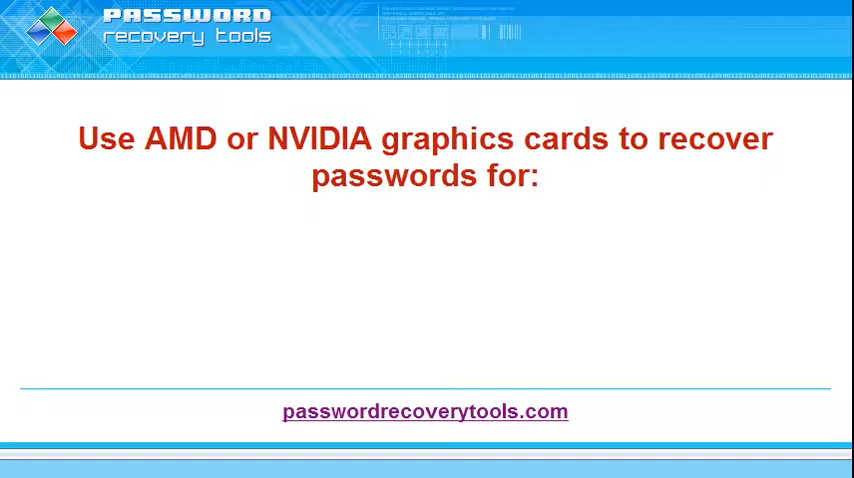 PASSWORD
recovery tools
Use AMD or NVIDIA graphics cards to recover
passwords for:
passwordrecoverytools.com